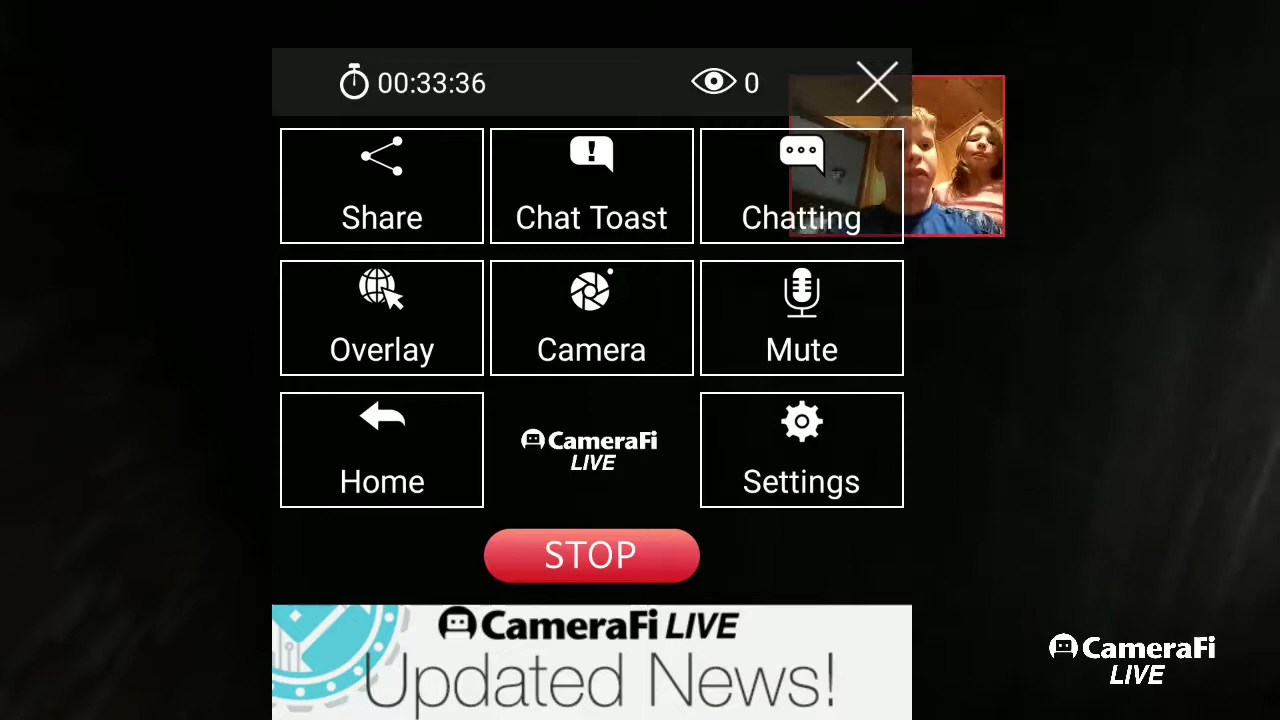 00:33:36
0
Share
Chat Toast
Chatting
Overlay
Camera
Mute
Home
CameraFi
LIVE
Settings
STOP
CameraFi LIVE
Updated News!
CameraFi
LIVE